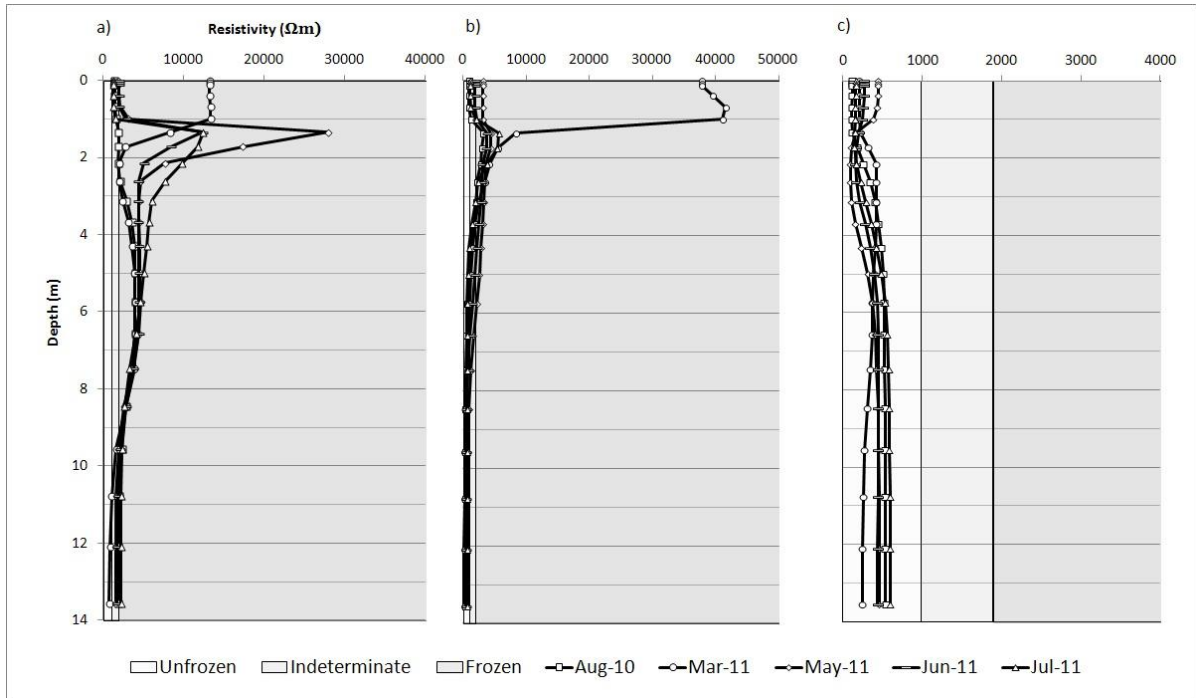 a) Resistivity (Ωm) b) c)
0 10000 20000 30000 40000
0 10000 20000 30000 40000 50000
0 1000 2000 3000 4000
Depth (m)
0
2
4
6
8
10
12
14
Unfrozen Indeterminate Frozen Aug-10 Mar-11 May-11 Jun-11 Jul-11